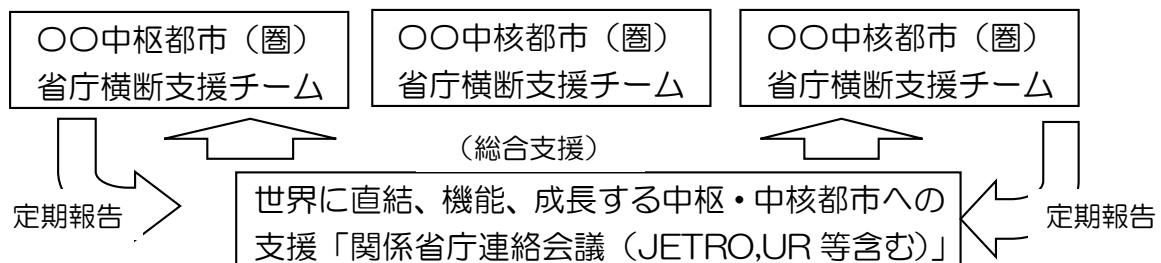 〇〇中枢都市（圏）
省庁横断支援チーム
〇〇中核都市（圏）
省庁横断支援チーム
〇〇中核都市（圏）
省庁横断支援チーム
（総合支援）
定期報告
世界に直結、機能、成長する中枢・中核都市への
支援「関係省庁連絡会議（JETRO,UR 等含む）」
定期報告